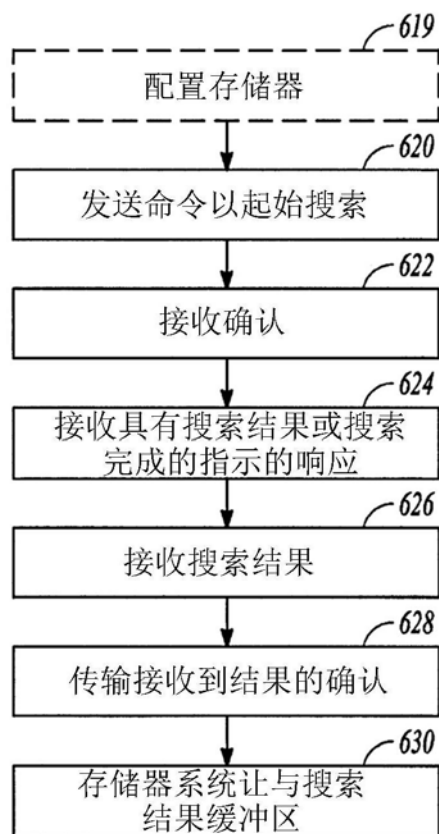 619
配置存储器
620
发送命令以起始搜索
622
接收确认
624
接收具有搜索结果或搜索
完成的指示的响应
626
接收搜索结果
628
传输接收到结果的确认
630
存储器系统让与搜索
结果缓冲区